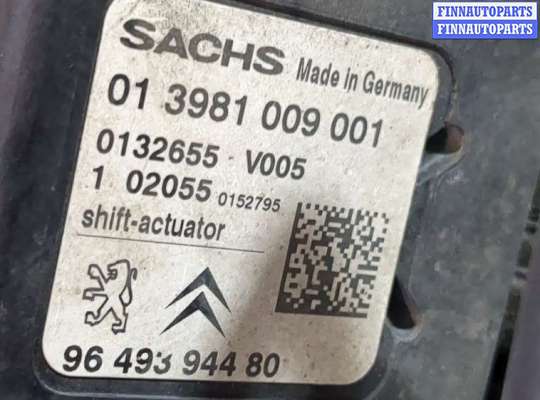 FINNAUTOPARTS
FINNAUTOPARTS
SACHS Made in Germany
01 3981 009 001
0132655 V005
1 02055 0152795
shift-actuator
96 493 944 80